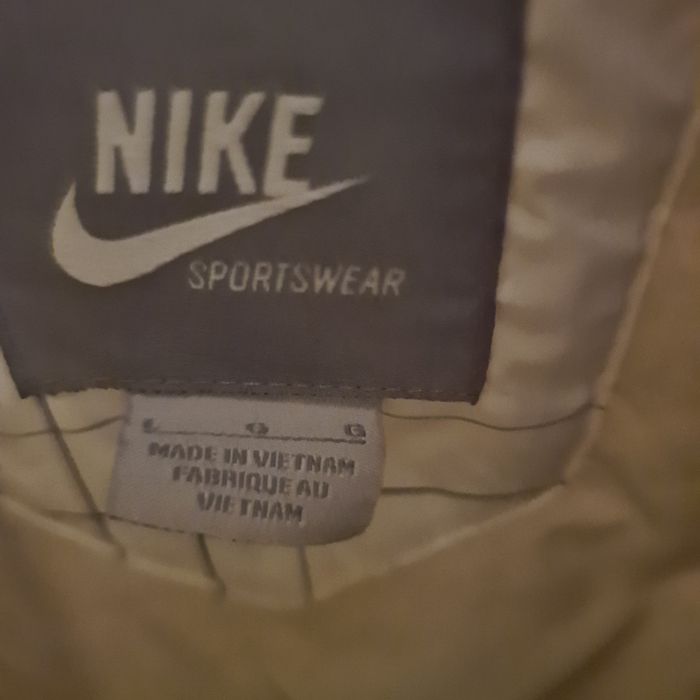 NIKE
SPORTSWEAR
L G G
MADE IN VIETNAM
FABRIQUE AU
VIETNAM